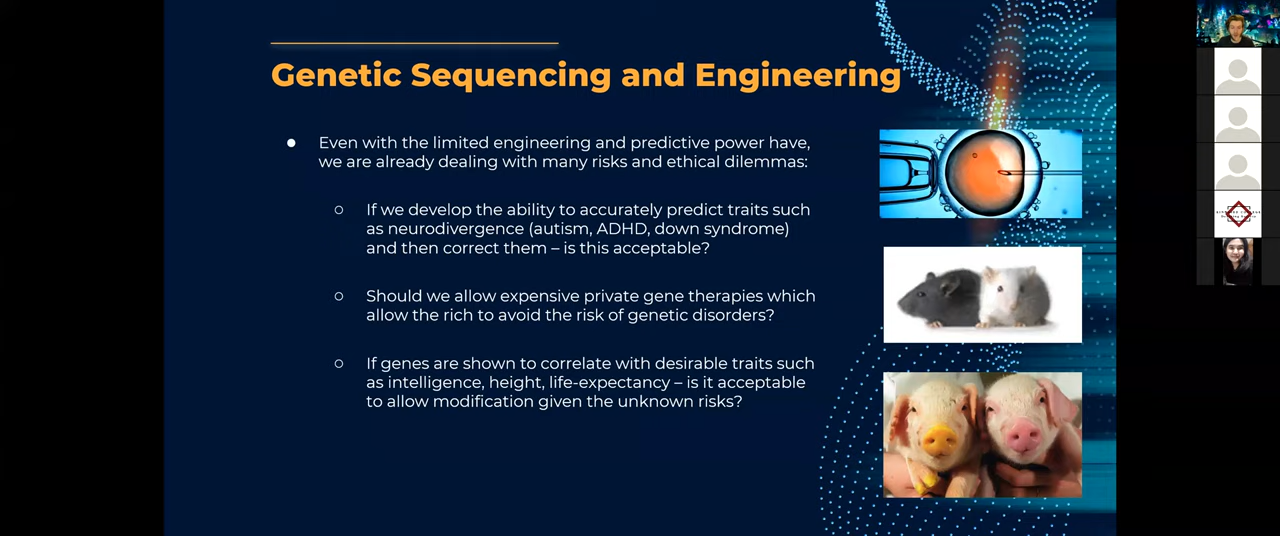 Genetic Sequencing and Engineering
● Even with the limited engineering and predictive power have,
we are already dealing with many risks and ethical dilemmas:
○ If we develop the ability to accurately predict traits such
as neurodivergence (autism, ADHD, down syndrome)
and then correct them – is this acceptable?
○ Should we allow expensive private gene therapies which
allow the rich to avoid the risk of genetic disorders?
○ If genes are shown to correlate with desirable traits such
as intelligence, height, life-expectancy – is it acceptable
to allow modification given the unknown risks?